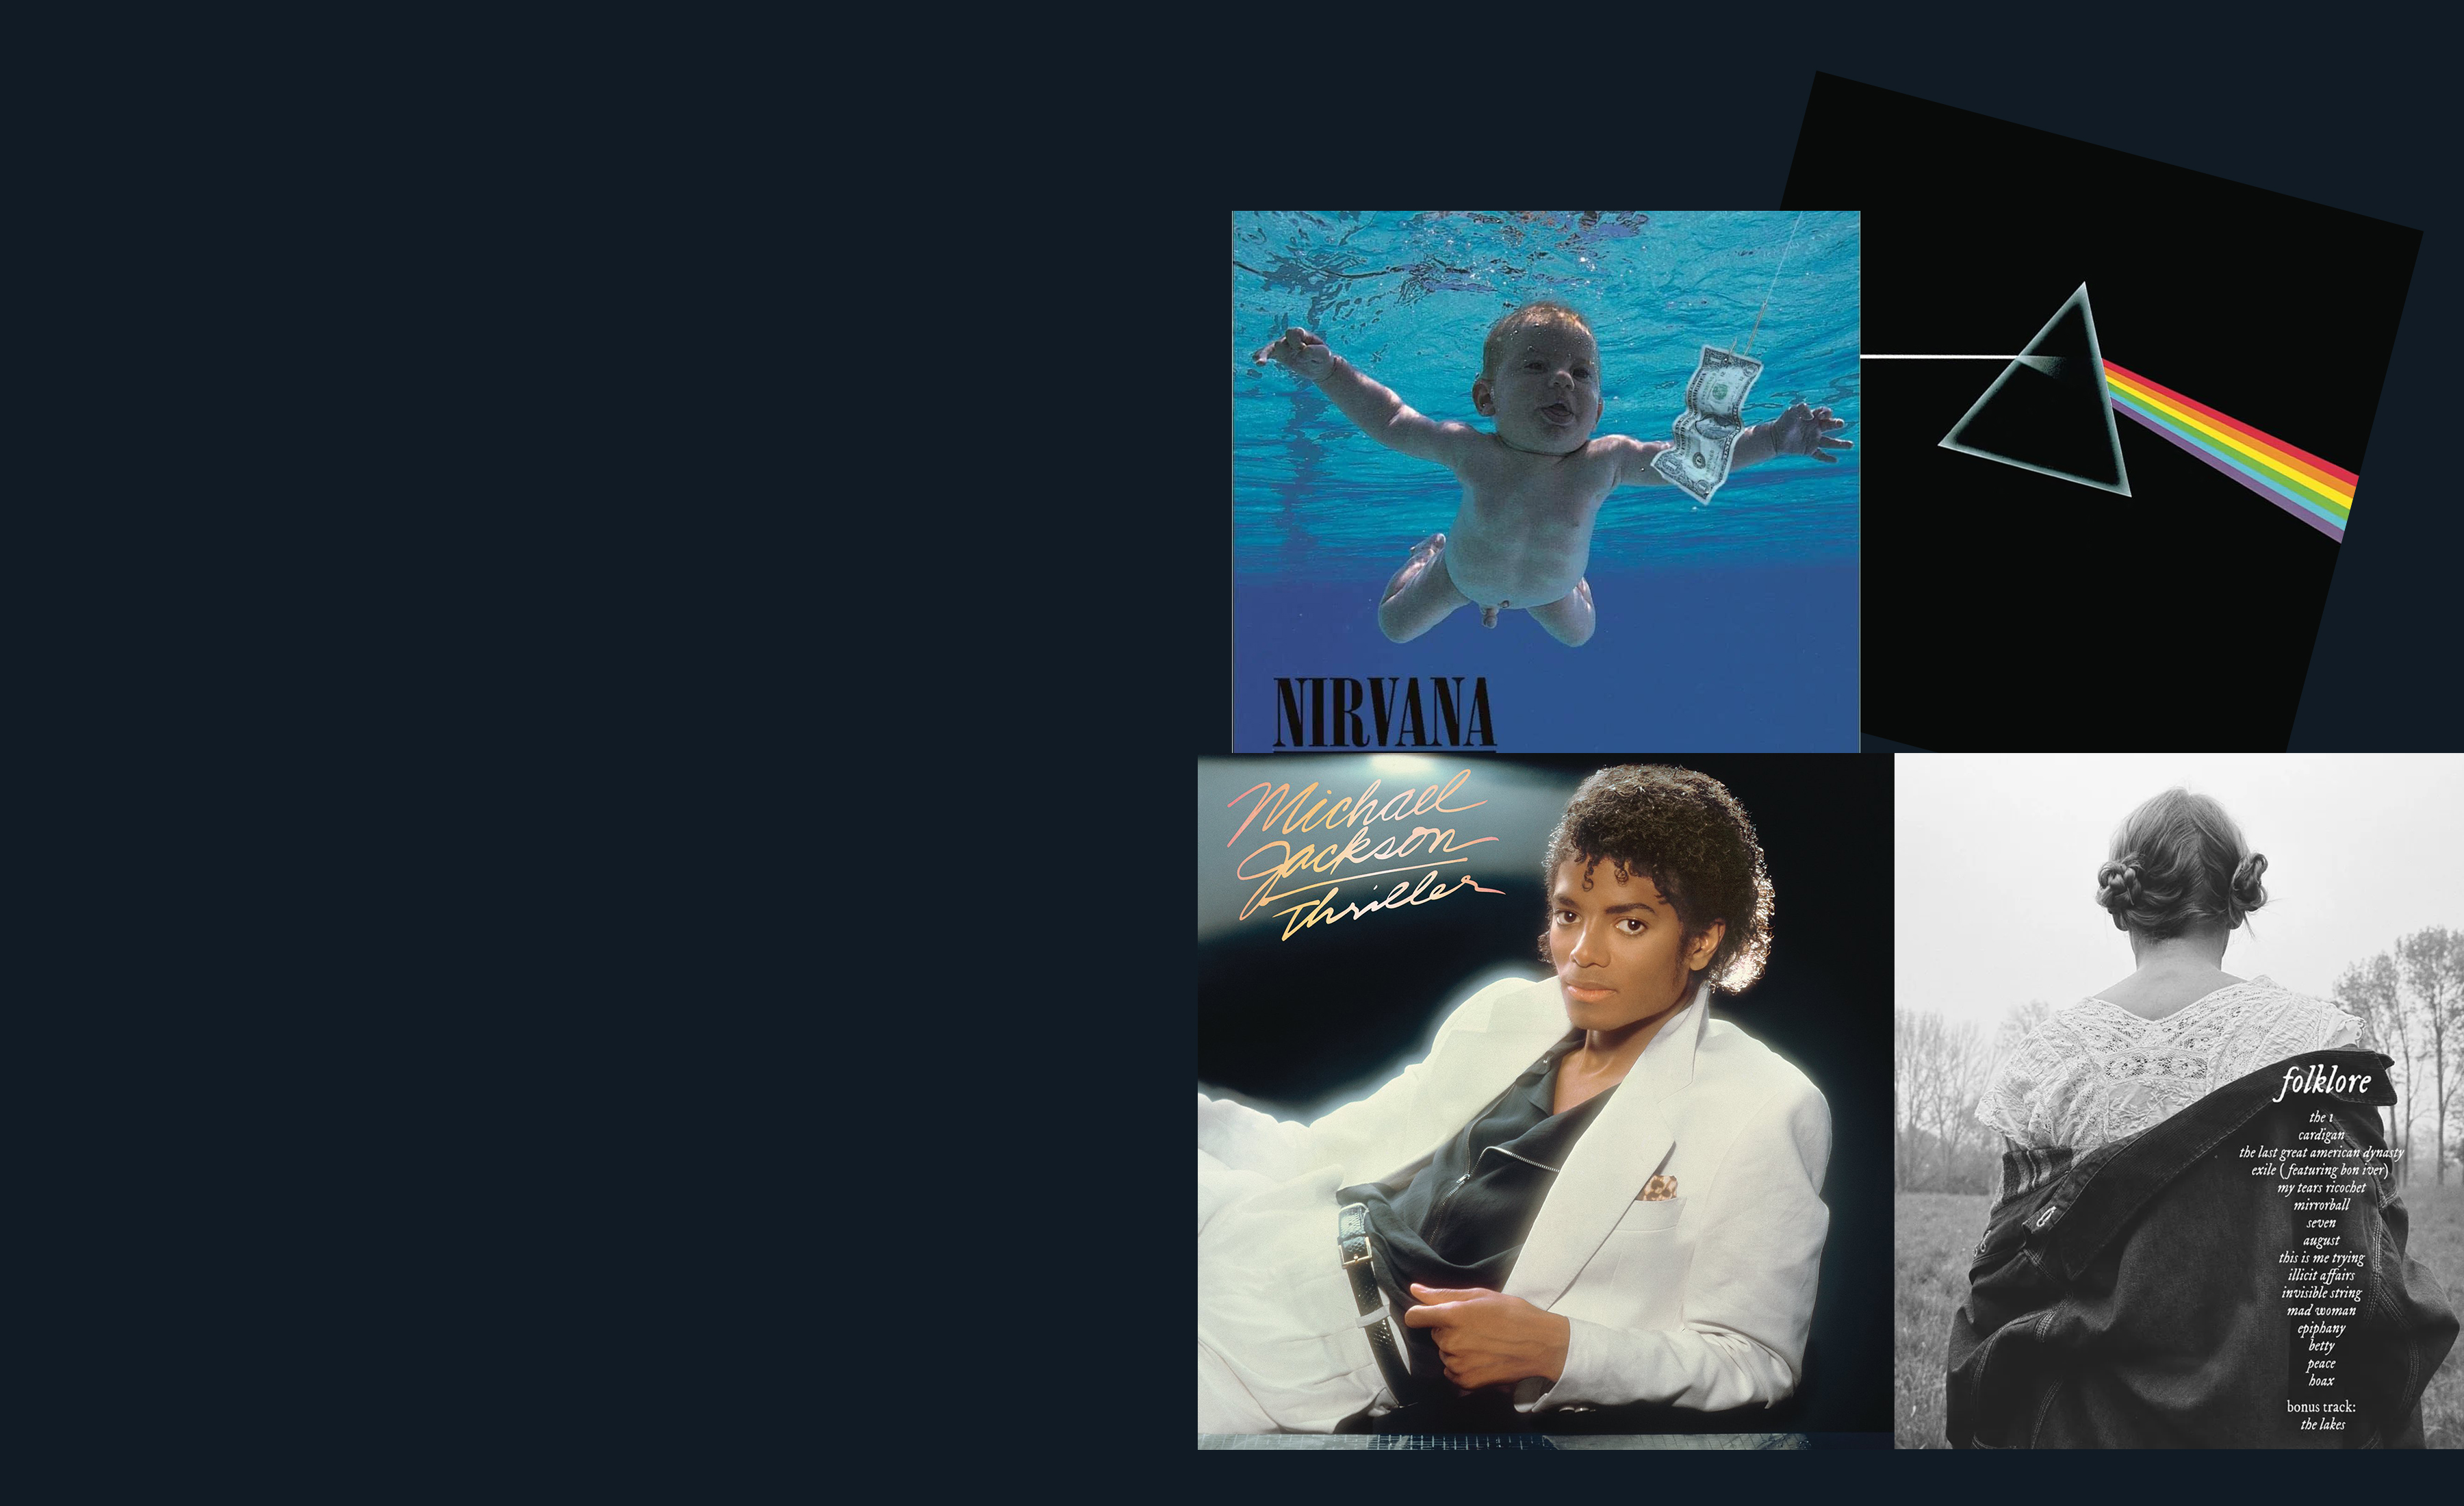 NIRVANA
Michael
Jackson
Thriller
folklore
the 1
cardigan
the last great american dynasty
exile (featuring bon iver)
my tears ricochet
mirrorball
seven
august
this is me trying
illicit affairs
invisible string
mad woman
epiphany
betty
peace
hoax
bonus track:
the lakes